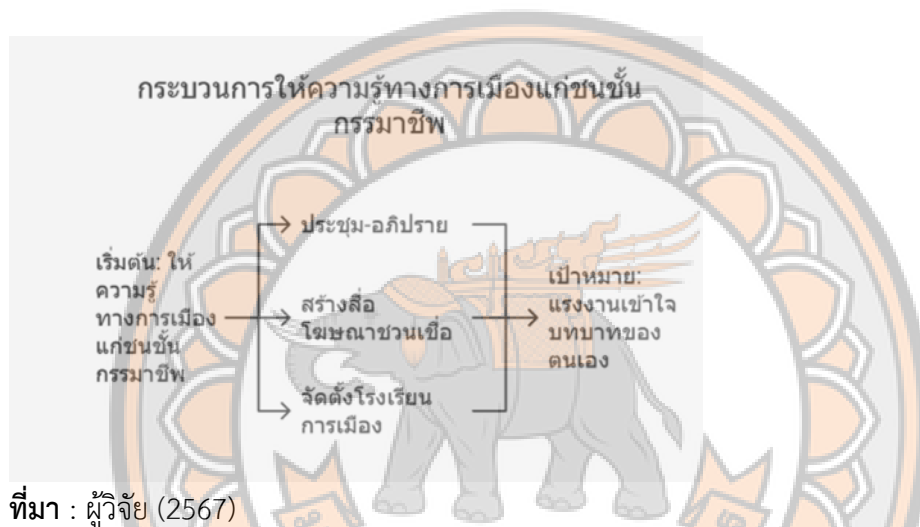 กระบวนการให้ความรู้ทางการเมืองแก่ชนชั้น
กรรมาชีพ
เริ่มต้น: ให้
ความรู้
ทางการเมือง
แก่ชนชั้น
กรรมาชีพ
ประชุม-อภิปราย
สร้างสื่อ
โฆษณาชวนเชื่อ
จัดตั้งโรงเรียน
การเมือง
เป้าหมาย:
แรงงานเข้าใจ
บทบาทของ
ตนเอง
ที่มา : ผู้วิจัย (2567)